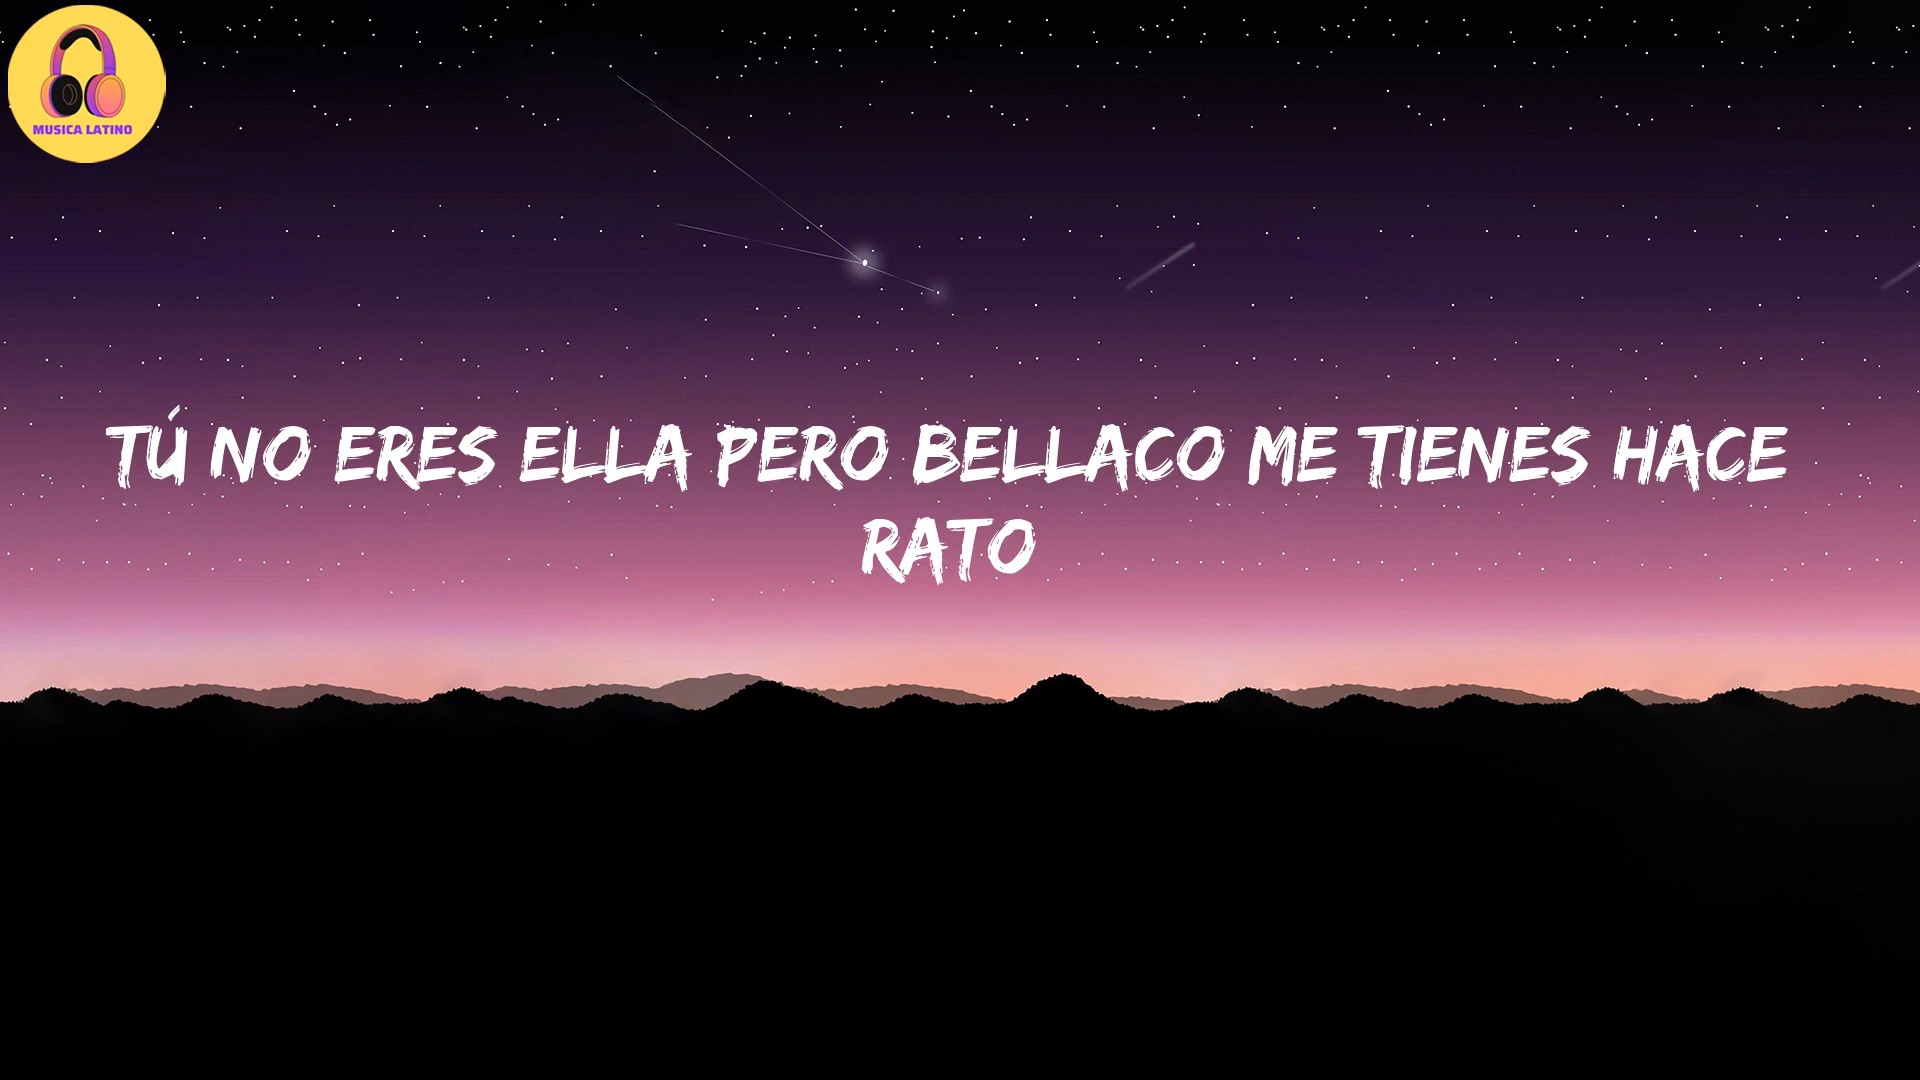 MUSICA LATINO
TÚ NO ERES ELLA PERO BELLACO ME TIENES HACE
RATO